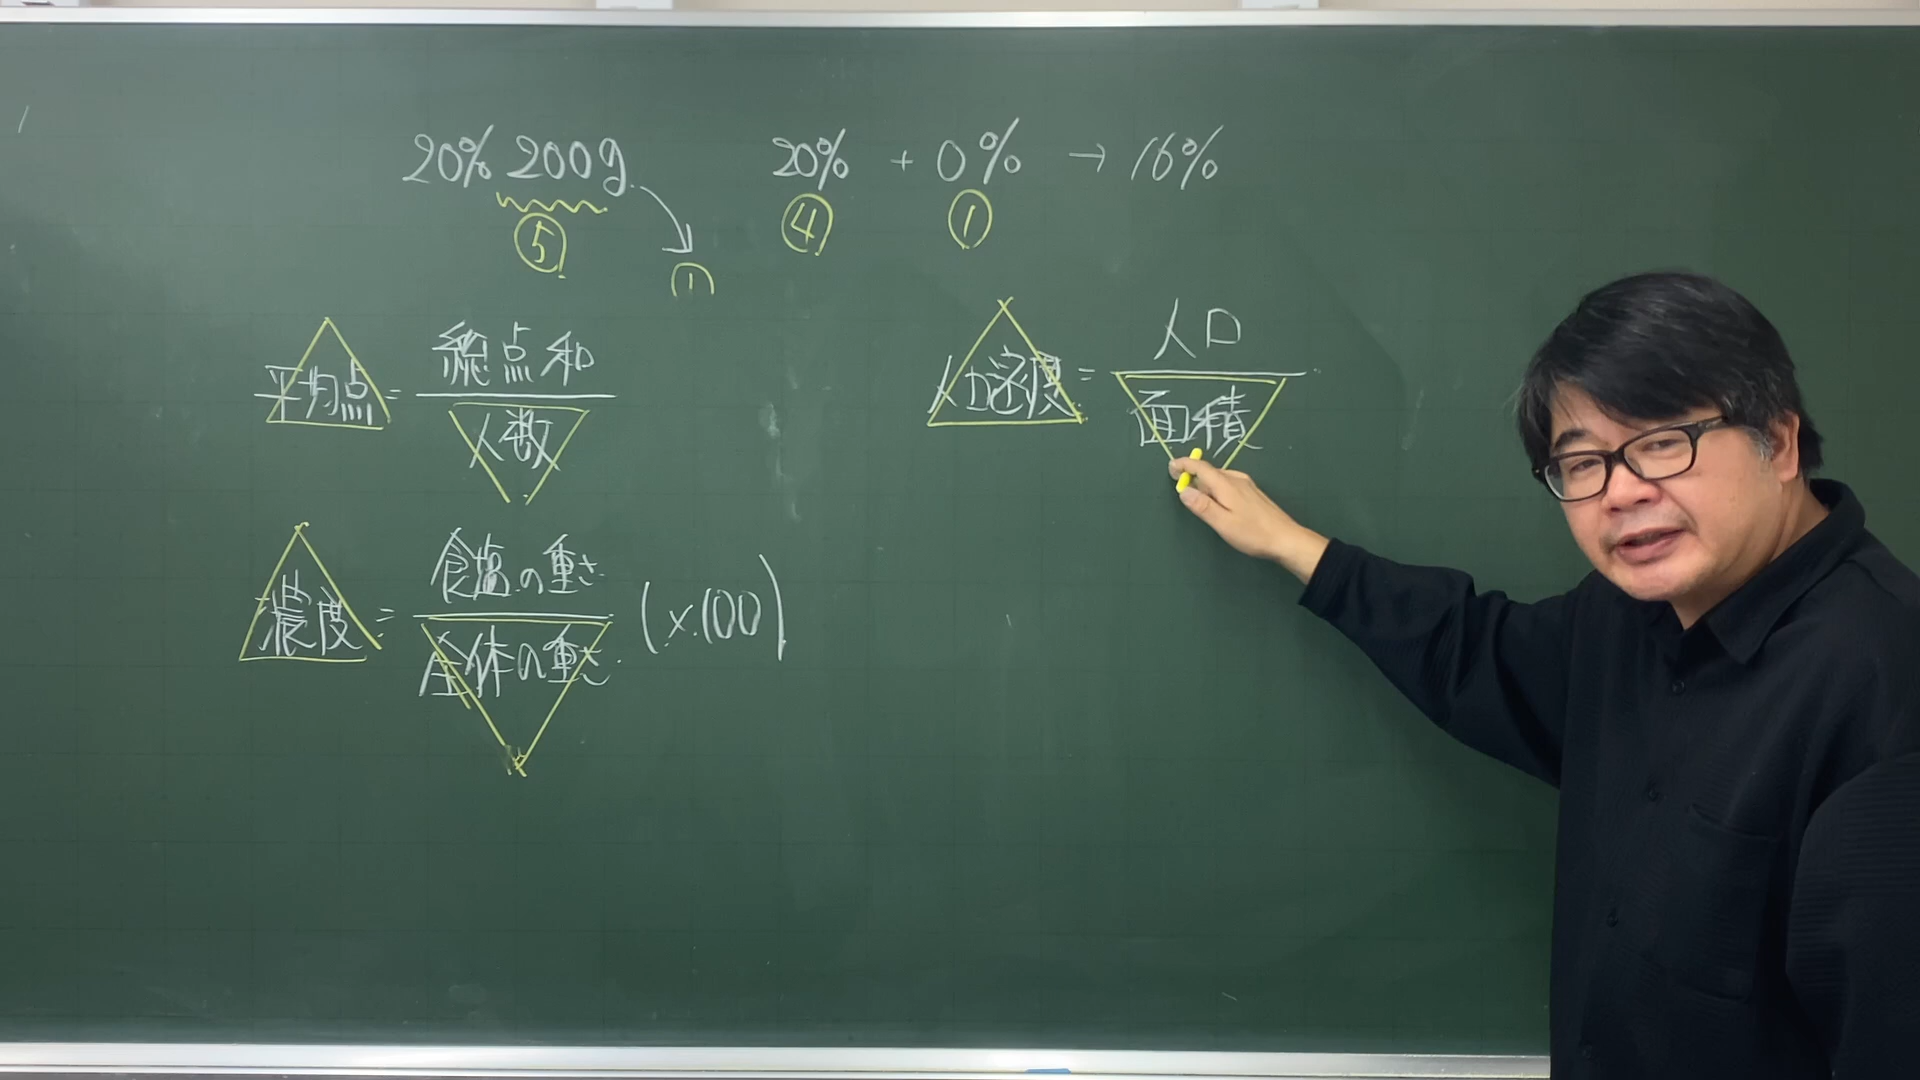 20% 200g 20% + 0% → 16%
⑤ ① ④ ①
平均点 = 総点和 / 人数
人口密度 = 人口 / 面積
濃度 = 食塩の重さ / 全体の重さ (×100)